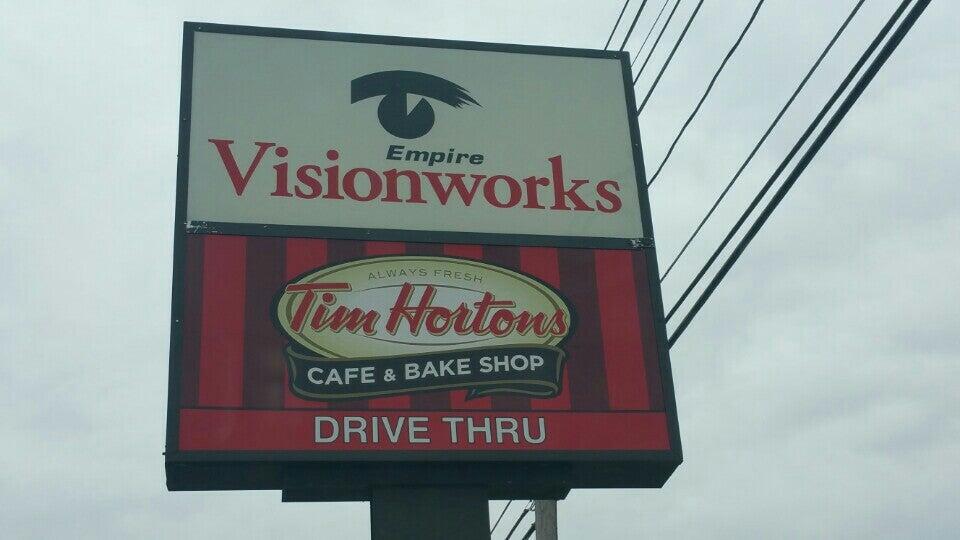 Empire
Visionworks
ALWAYS FRESH
Tim Hortons
CAFE & BAKE SHOP
DRIVE THRU